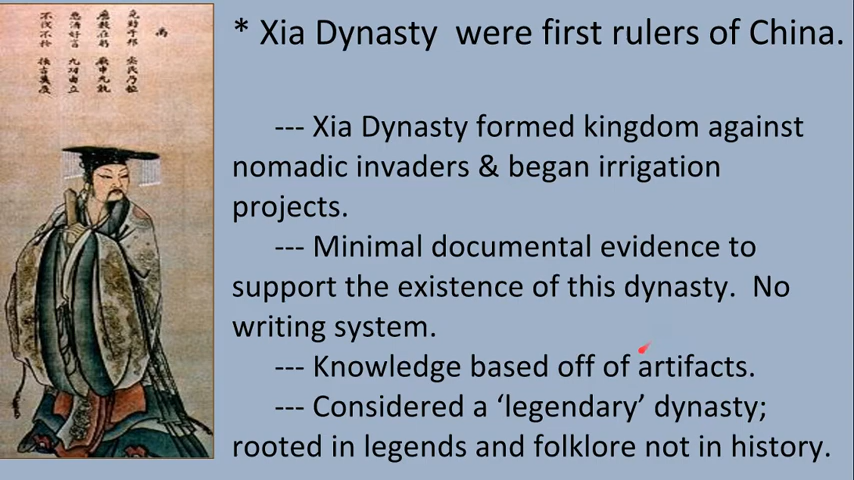 * Xia Dynasty  were first rulers of China.
--- Xia Dynasty formed kingdom against
nomadic invaders & began irrigation
projects.
--- Minimal documental evidence to
support the existence of this dynasty.  No
writing system.
--- Knowledge based off of artifacts.
--- Considered a ‘legendary’ dynasty;
rooted in legends and folklore not in history.
禹